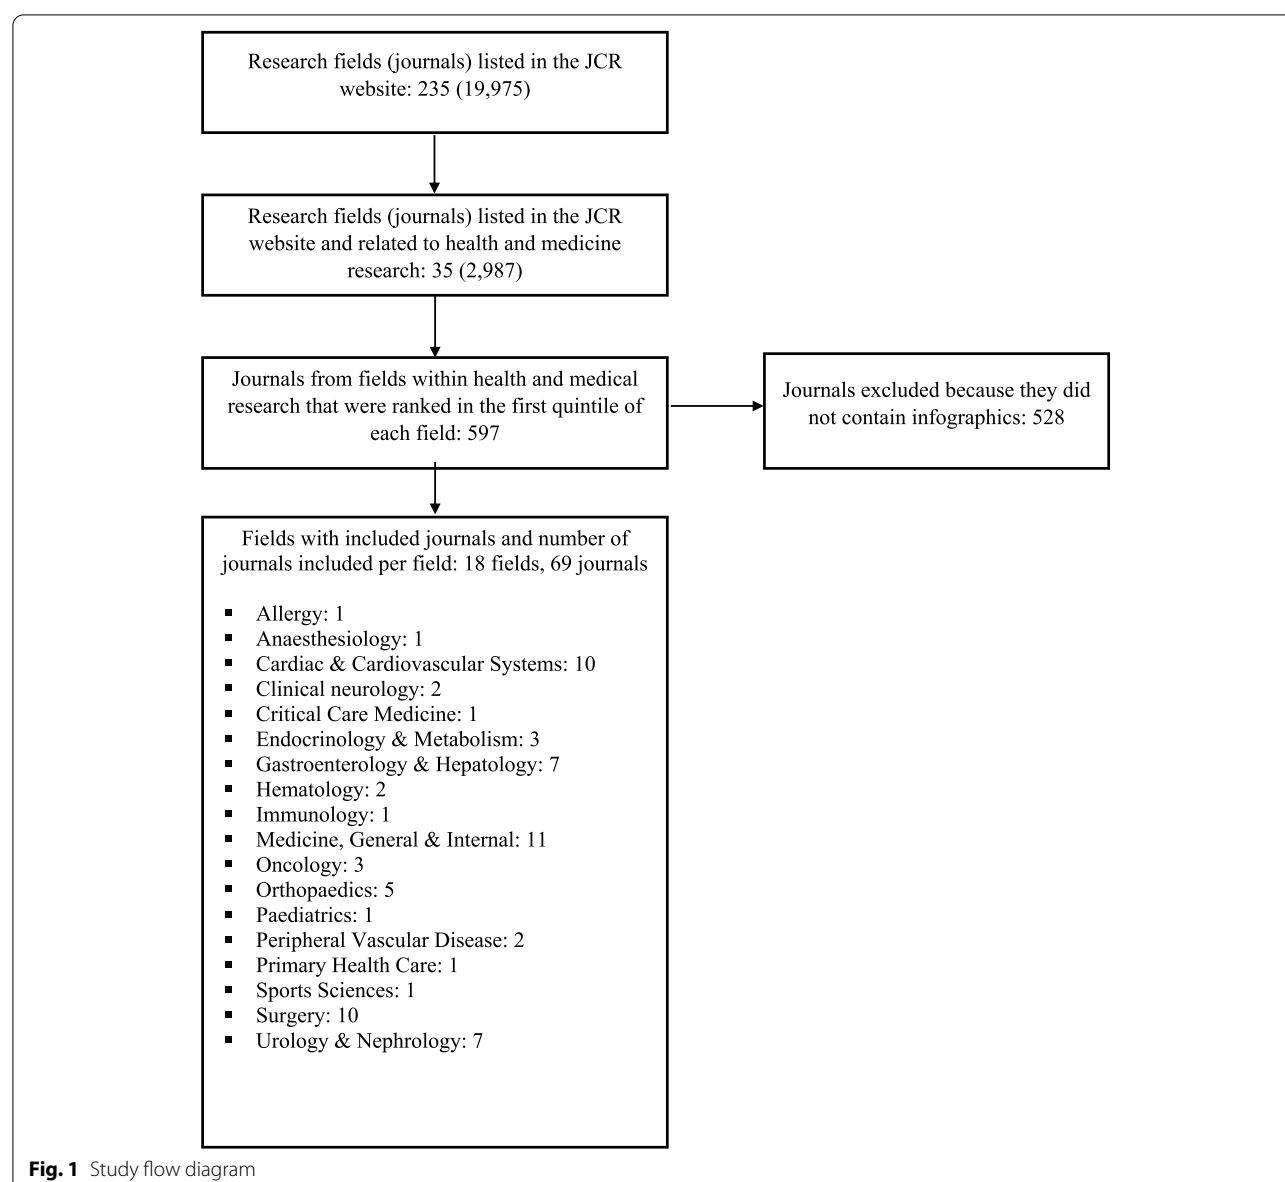 Research fields (journals) listed in the JCR
website: 235 (19,975)
Research fields (journals) listed in the JCR
website and related to health and medicine
research: 35 (2,987)
Journals from fields within health and medical
research that were ranked in the first quintile of
each field: 597
Journals excluded because they did
not contain infographics: 528
Fields with included journals and number of
journals included per field: 18 fields, 69 journals
▪ Allergy: 1
▪ Anaesthesiology: 1
▪ Cardiac & Cardiovascular Systems: 10
▪ Clinical neurology: 2
▪ Critical Care Medicine: 1
▪ Endocrinology & Metabolism: 3
▪ Gastroenterology & Hepatology: 7
▪ Hematology: 2
▪ Immunology: 1
▪ Medicine, General & Internal: 11
▪ Oncology: 3
▪ Orthopaedics: 5
▪ Paediatrics: 1
▪ Peripheral Vascular Disease: 2
▪ Primary Health Care: 1
▪ Sports Sciences: 1
▪ Surgery: 10
▪ Urology & Nephrology: 7
Fig. 1 Study flow diagram